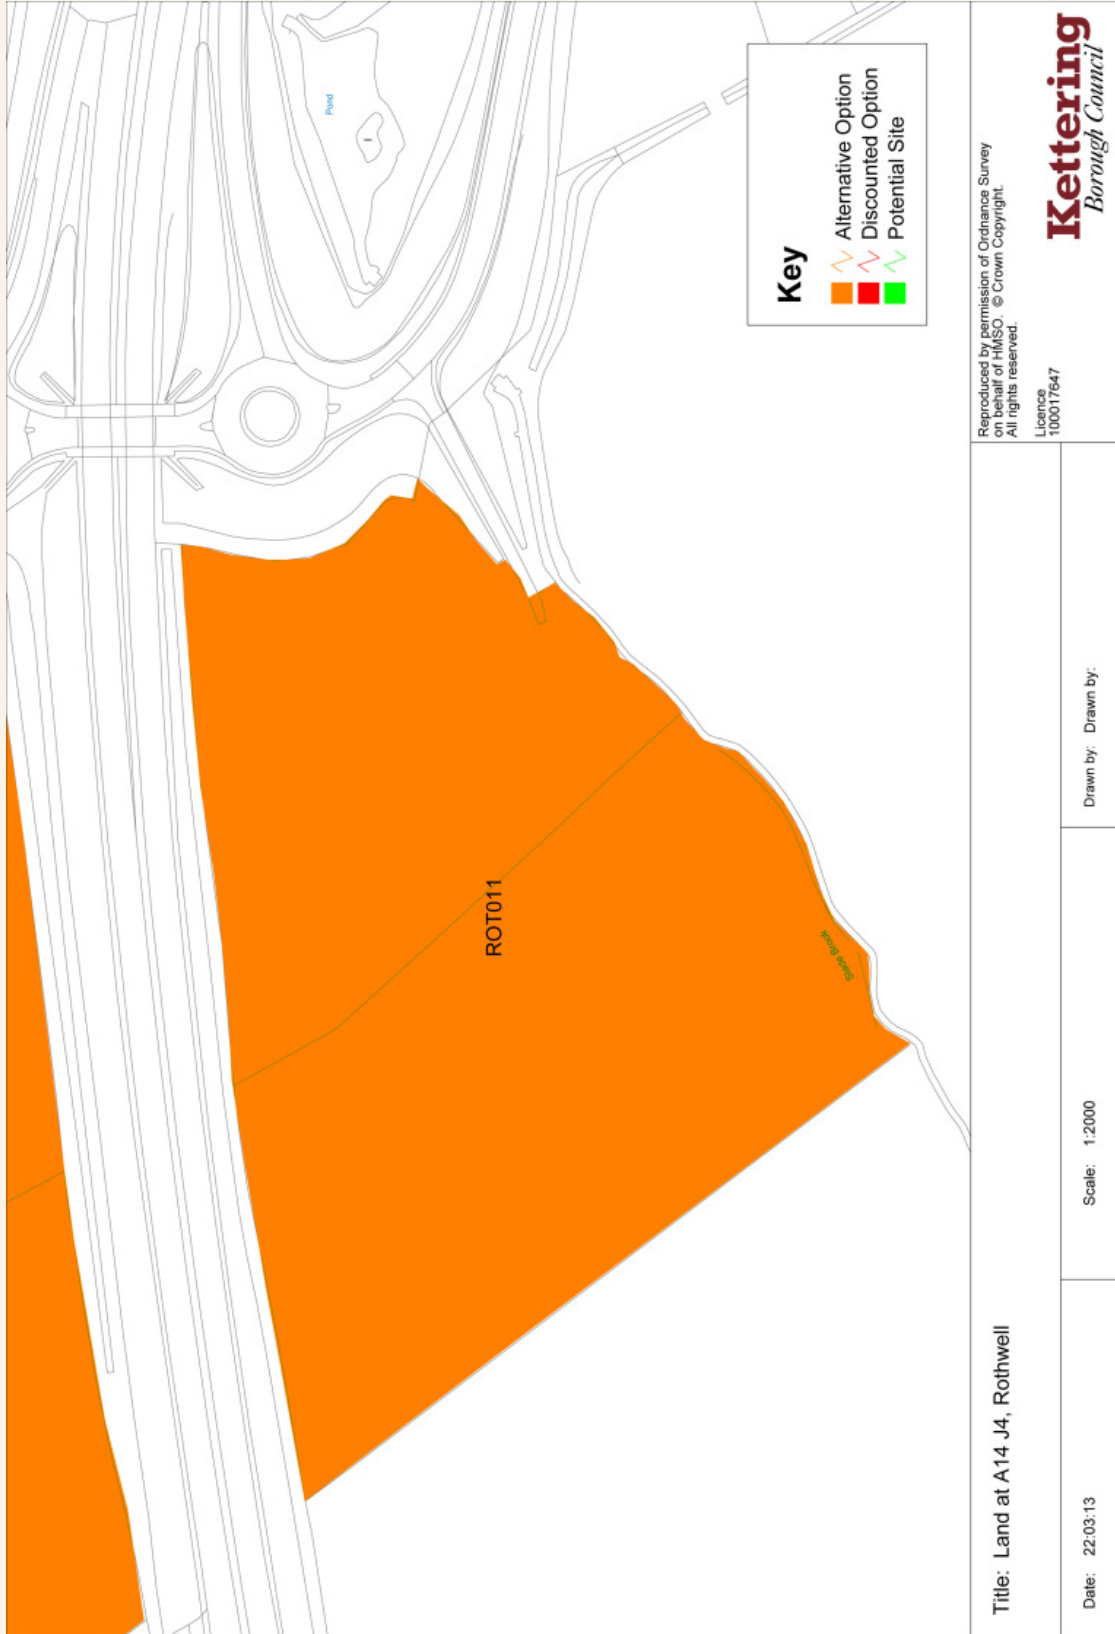 Pond
ROT011
Slade Brook
Key
Alternative Option
Discounted Option
Potential Site
Title: Land at A14 J4, Rothwell
Reproduced by permission of Ordnance Survey
on behalf of HMSO. © Crown Copyright.
All rights reserved.
Licence
100017647
Kettering
Borough Council
Date: 22:03:13
Scale: 1:2000
Drawn by: Drawn by: